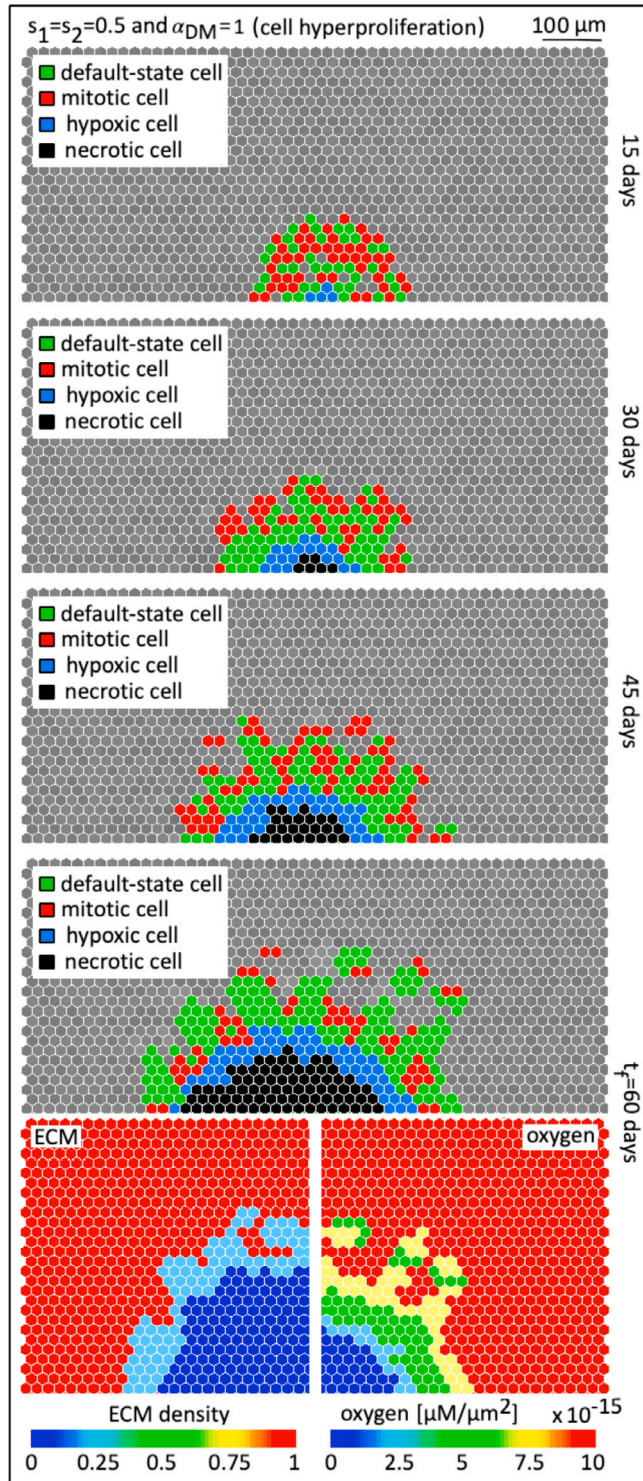 s1=s2=0.5 and αDM=1 (cell hyperproliferation)
100 µm
default-state cell
mitotic cell
hypoxic cell
necrotic cell
15 days
default-state cell
mitotic cell
hypoxic cell
necrotic cell
30 days
default-state cell
mitotic cell
hypoxic cell
necrotic cell
45 days
default-state cell
mitotic cell
hypoxic cell
necrotic cell
tf=60 days
ECM
oxygen
ECM density
0 0.25 0.75 1
oxygen [µM/µm²] x 10⁻¹⁵
0 2.5 5 7.5 10